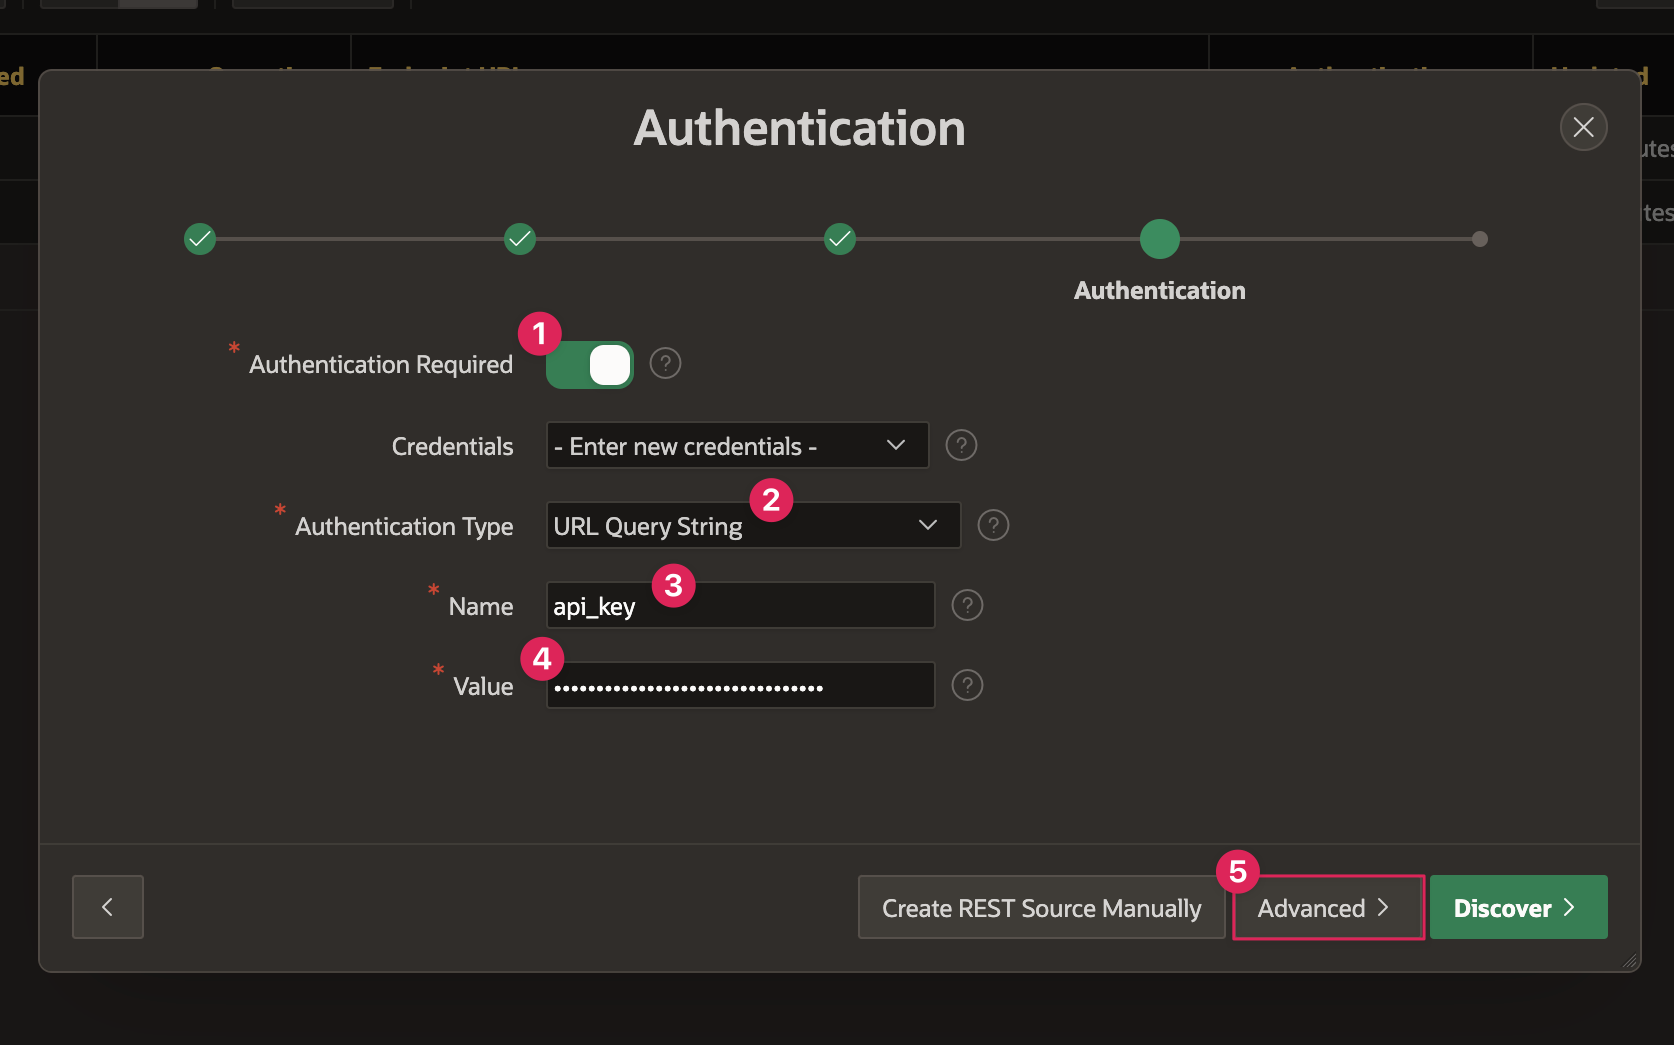 Authentication
Authentication
1
* Authentication Required
?
Credentials
- Enter new credentials -
?
2
* Authentication Type
URL Query String
?
3
* Name
api_key
?
4
* Value
••••••••••••••••••••••••••••••••
?
5
Create REST Source Manually
Advanced
Discover